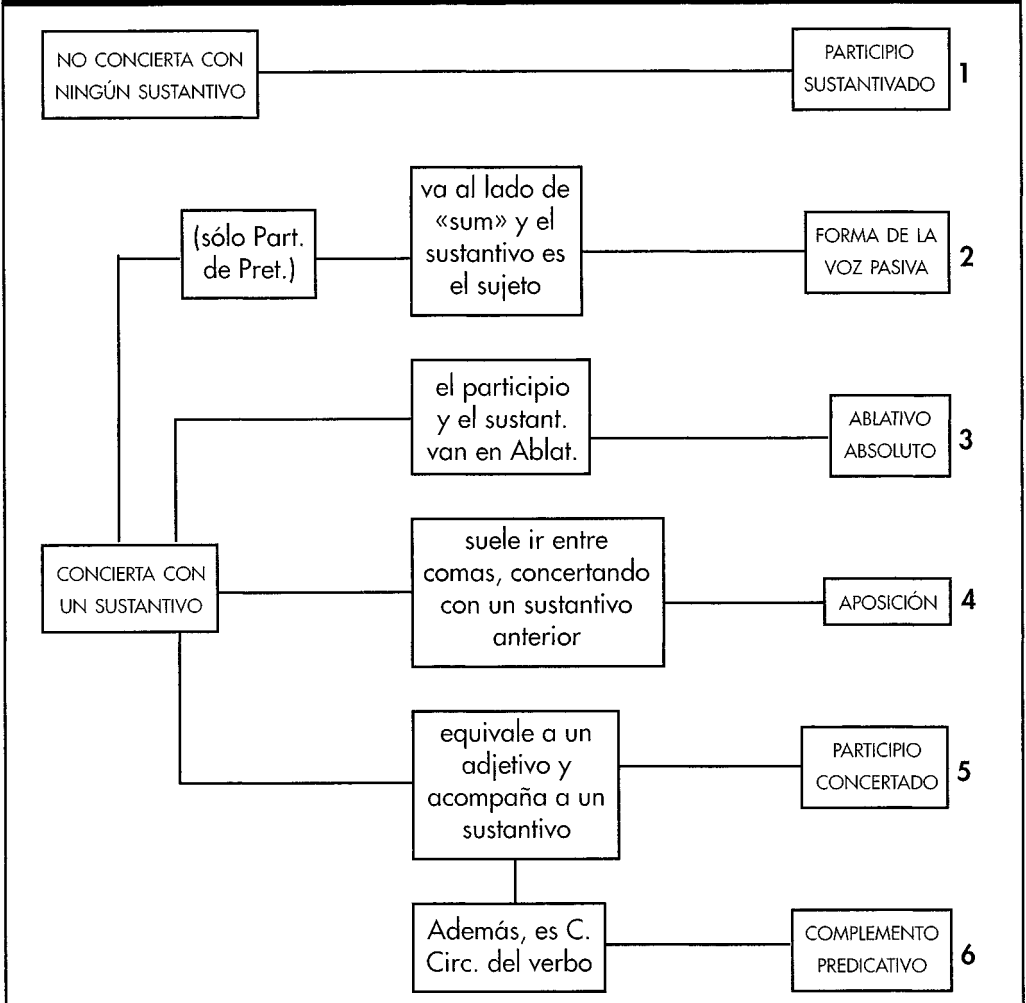 NO CONCIERTA CON
NINGÚN SUSTANTIVO
PARTICIPIO
SUSTANTIVADO
1
(sólo Part.
de Pret.)
va al lado de
«sum» y el
sustantivo es
el sujeto
FORMA DE LA
VOZ PASIVA
2
el participio
y el sustant.
van en Ablat.
ABLATIVO
ABSOLUTO
3
CONCIERTA CON
UN SUSTANTIVO
suele ir entre
comas, concertando
con un sustantivo
anterior
APOSICIÓN
4
equivale a un
adjetivo y
acompaña a un
sustantivo
PARTICIPIO
CONCERTADO
5
Además, es C.
Circ. del verbo
COMPLEMENTO
PREDICATIVO
6